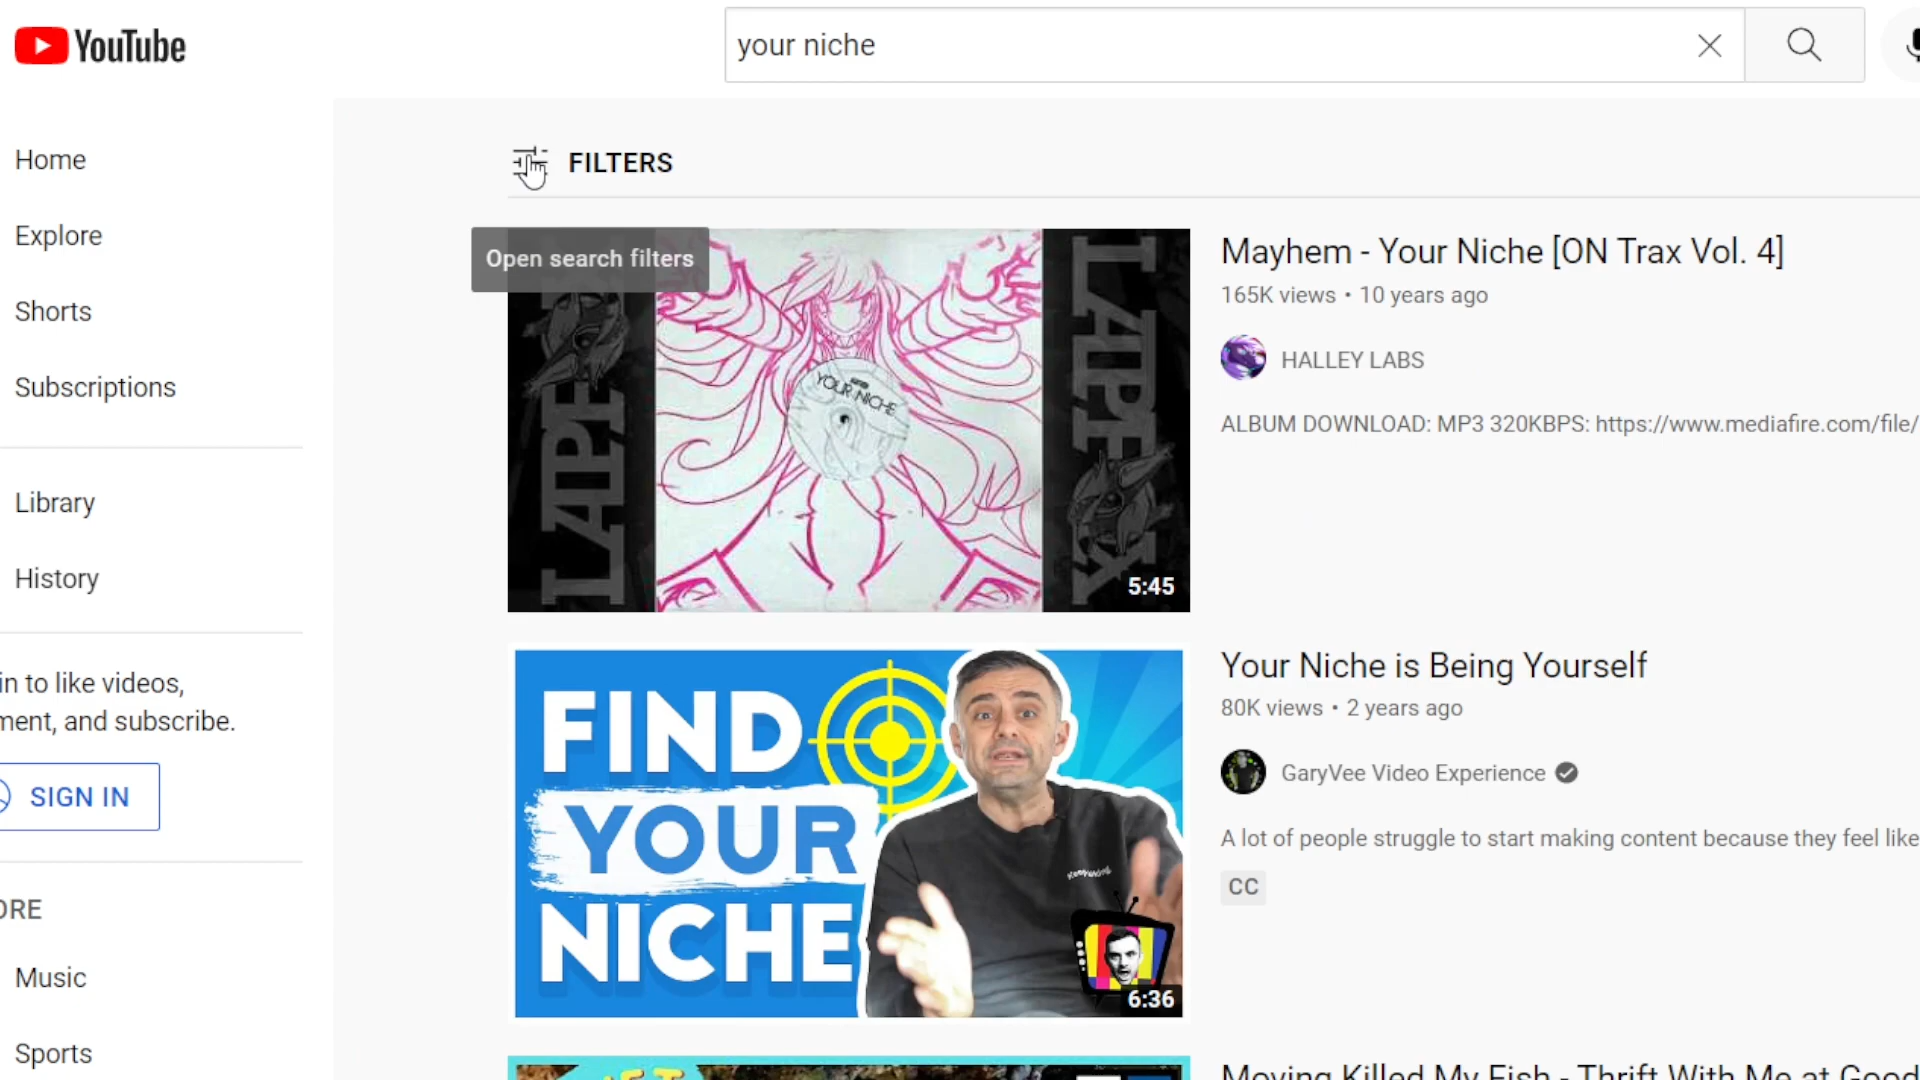 YouTube
your niche
Home
Explore
Shorts
Subscriptions
Library
History
in to like videos,
ment, and subscribe.
SIGN IN
ORE
Music
Sports
FILTERS
Open search filters
YOUR NICHE
5:45
Mayhem - Your Niche [ON Trax Vol. 4]
165K views • 10 years ago
HALLEY LABS
ALBUM DOWNLOAD: MP3 320KBPS: https://www.mediafire.com/file/
FIND
YOUR
NICHE
6:36
Your Niche is Being Yourself
80K views • 2 years ago
GaryVee Video Experience
A lot of people struggle to start making content because they feel like
CC
Moving Killed My Fish - Thrift With Me at Good